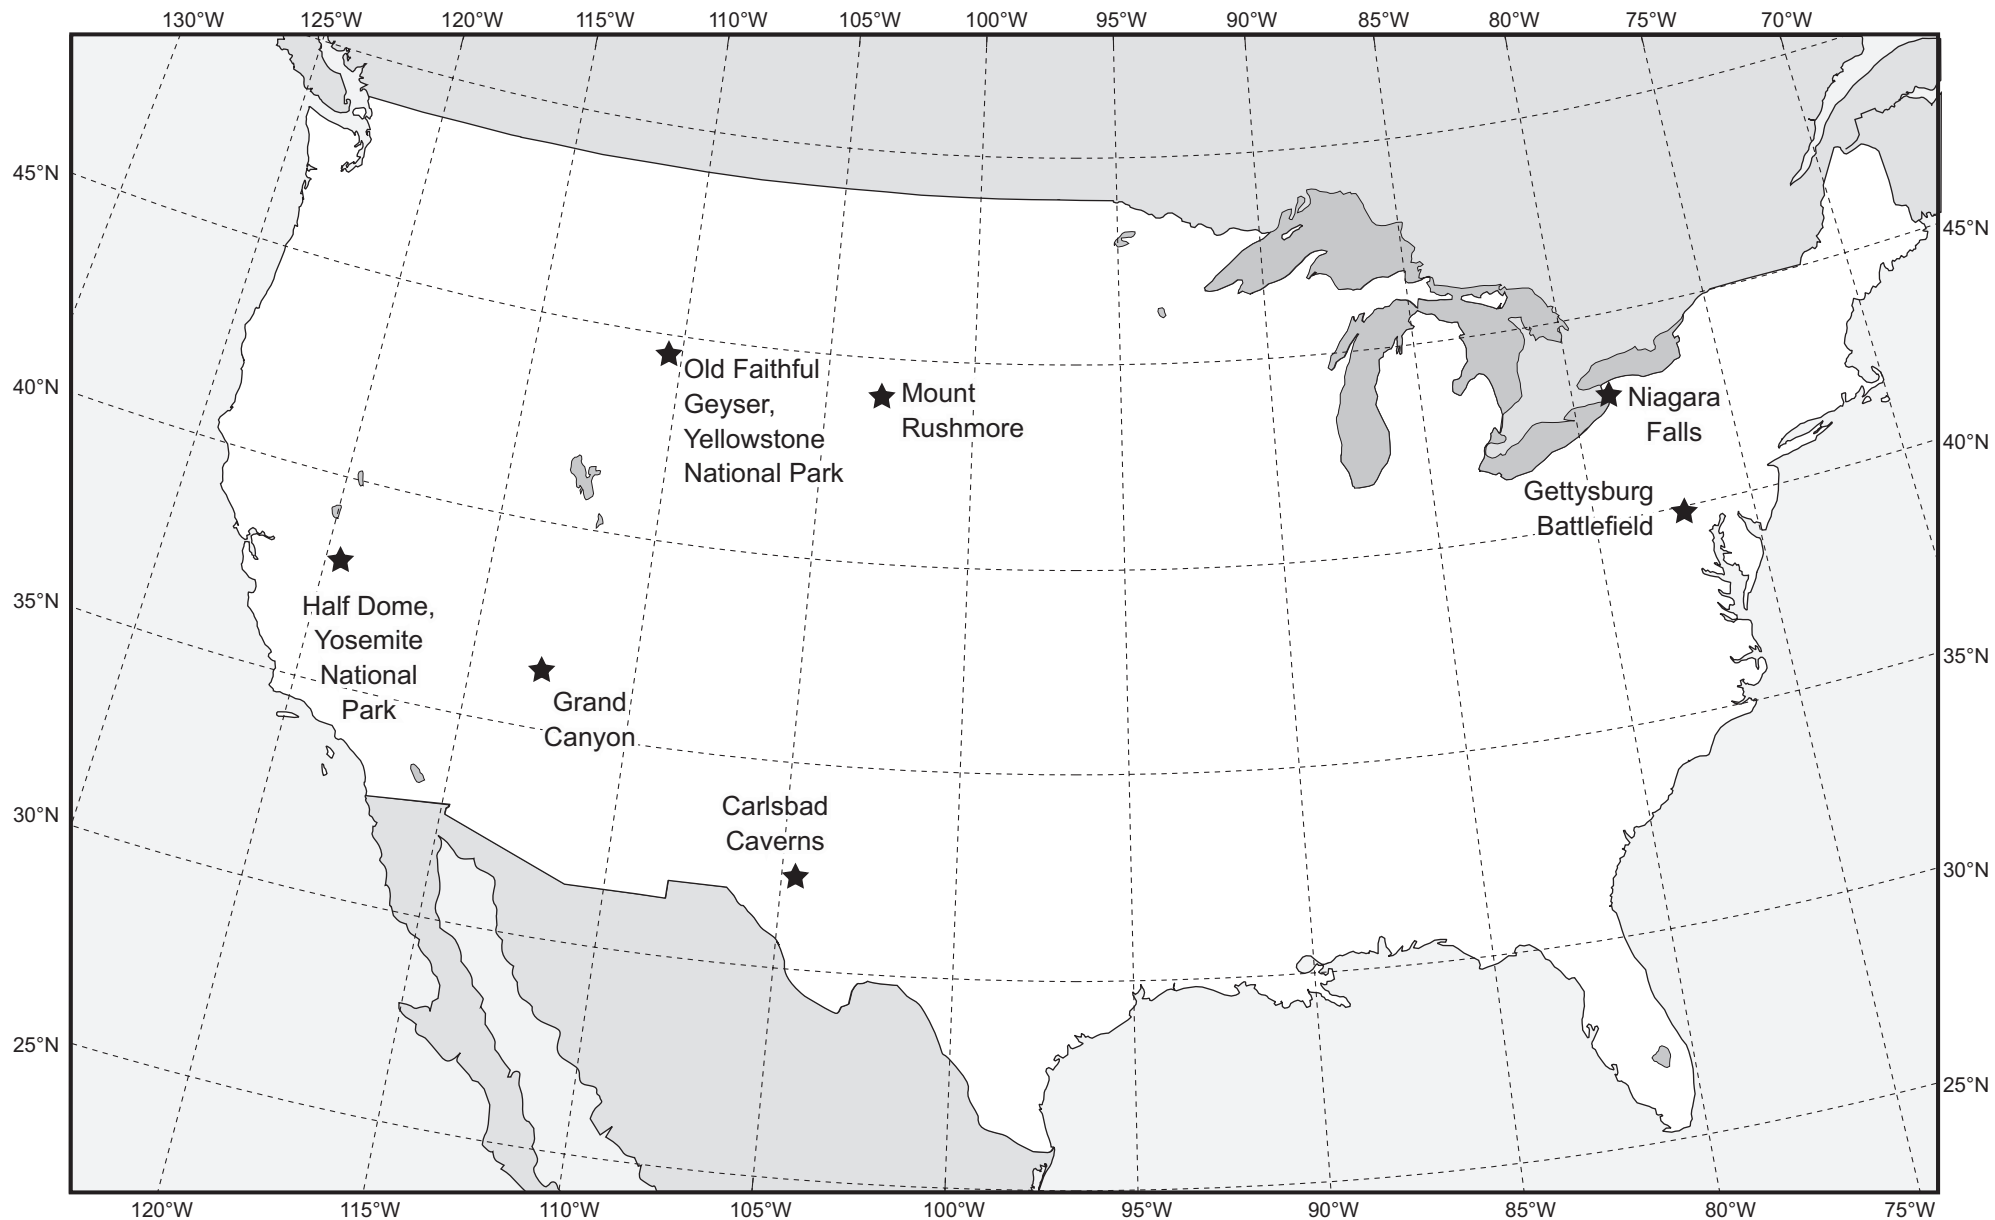 130°W 125°W 120°W 115°W 110°W 105°W 100°W 95°W 90°W 85°W 80°W 75°W 70°W
45°N
45°N
Old Faithful
Geyser,
Yellowstone
National Park
Mount
Rushmore
Niagara
Falls
40°N
40°N
Gettysburg
Battlefield
Half Dome,
Yosemite
National
Park
35°N
35°N
Grand
Canyon
Carlsbad
Caverns
30°N
30°N
25°N
25°N
120°W 115°W 110°W 105°W 100°W 95°W 90°W 85°W 80°W 75°W